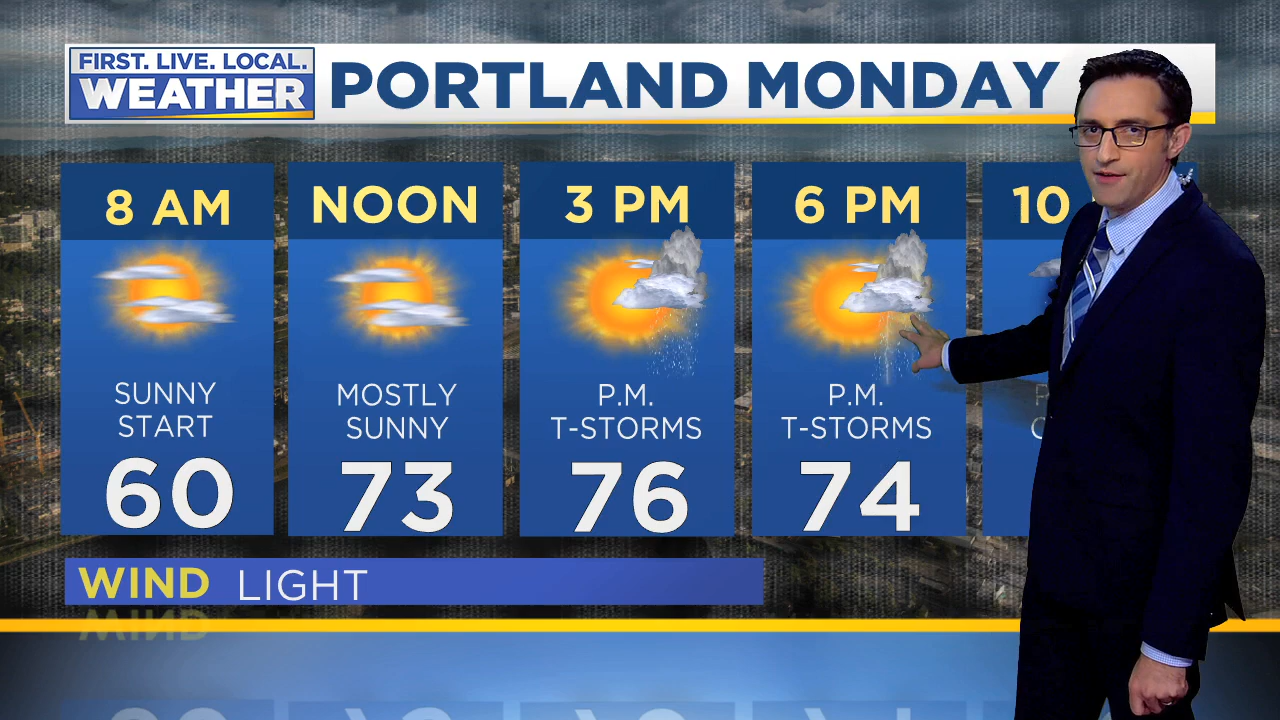 FIRST. LIVE. LOCAL.
WEATHER
PORTLAND MONDAY
8 AM
NOON
3 PM
6 PM
10
SUNNY
START
MOSTLY
SUNNY
P.M.
T-STORMS
P.M.
T-STORMS
60
73
76
74
WIND LIGHT